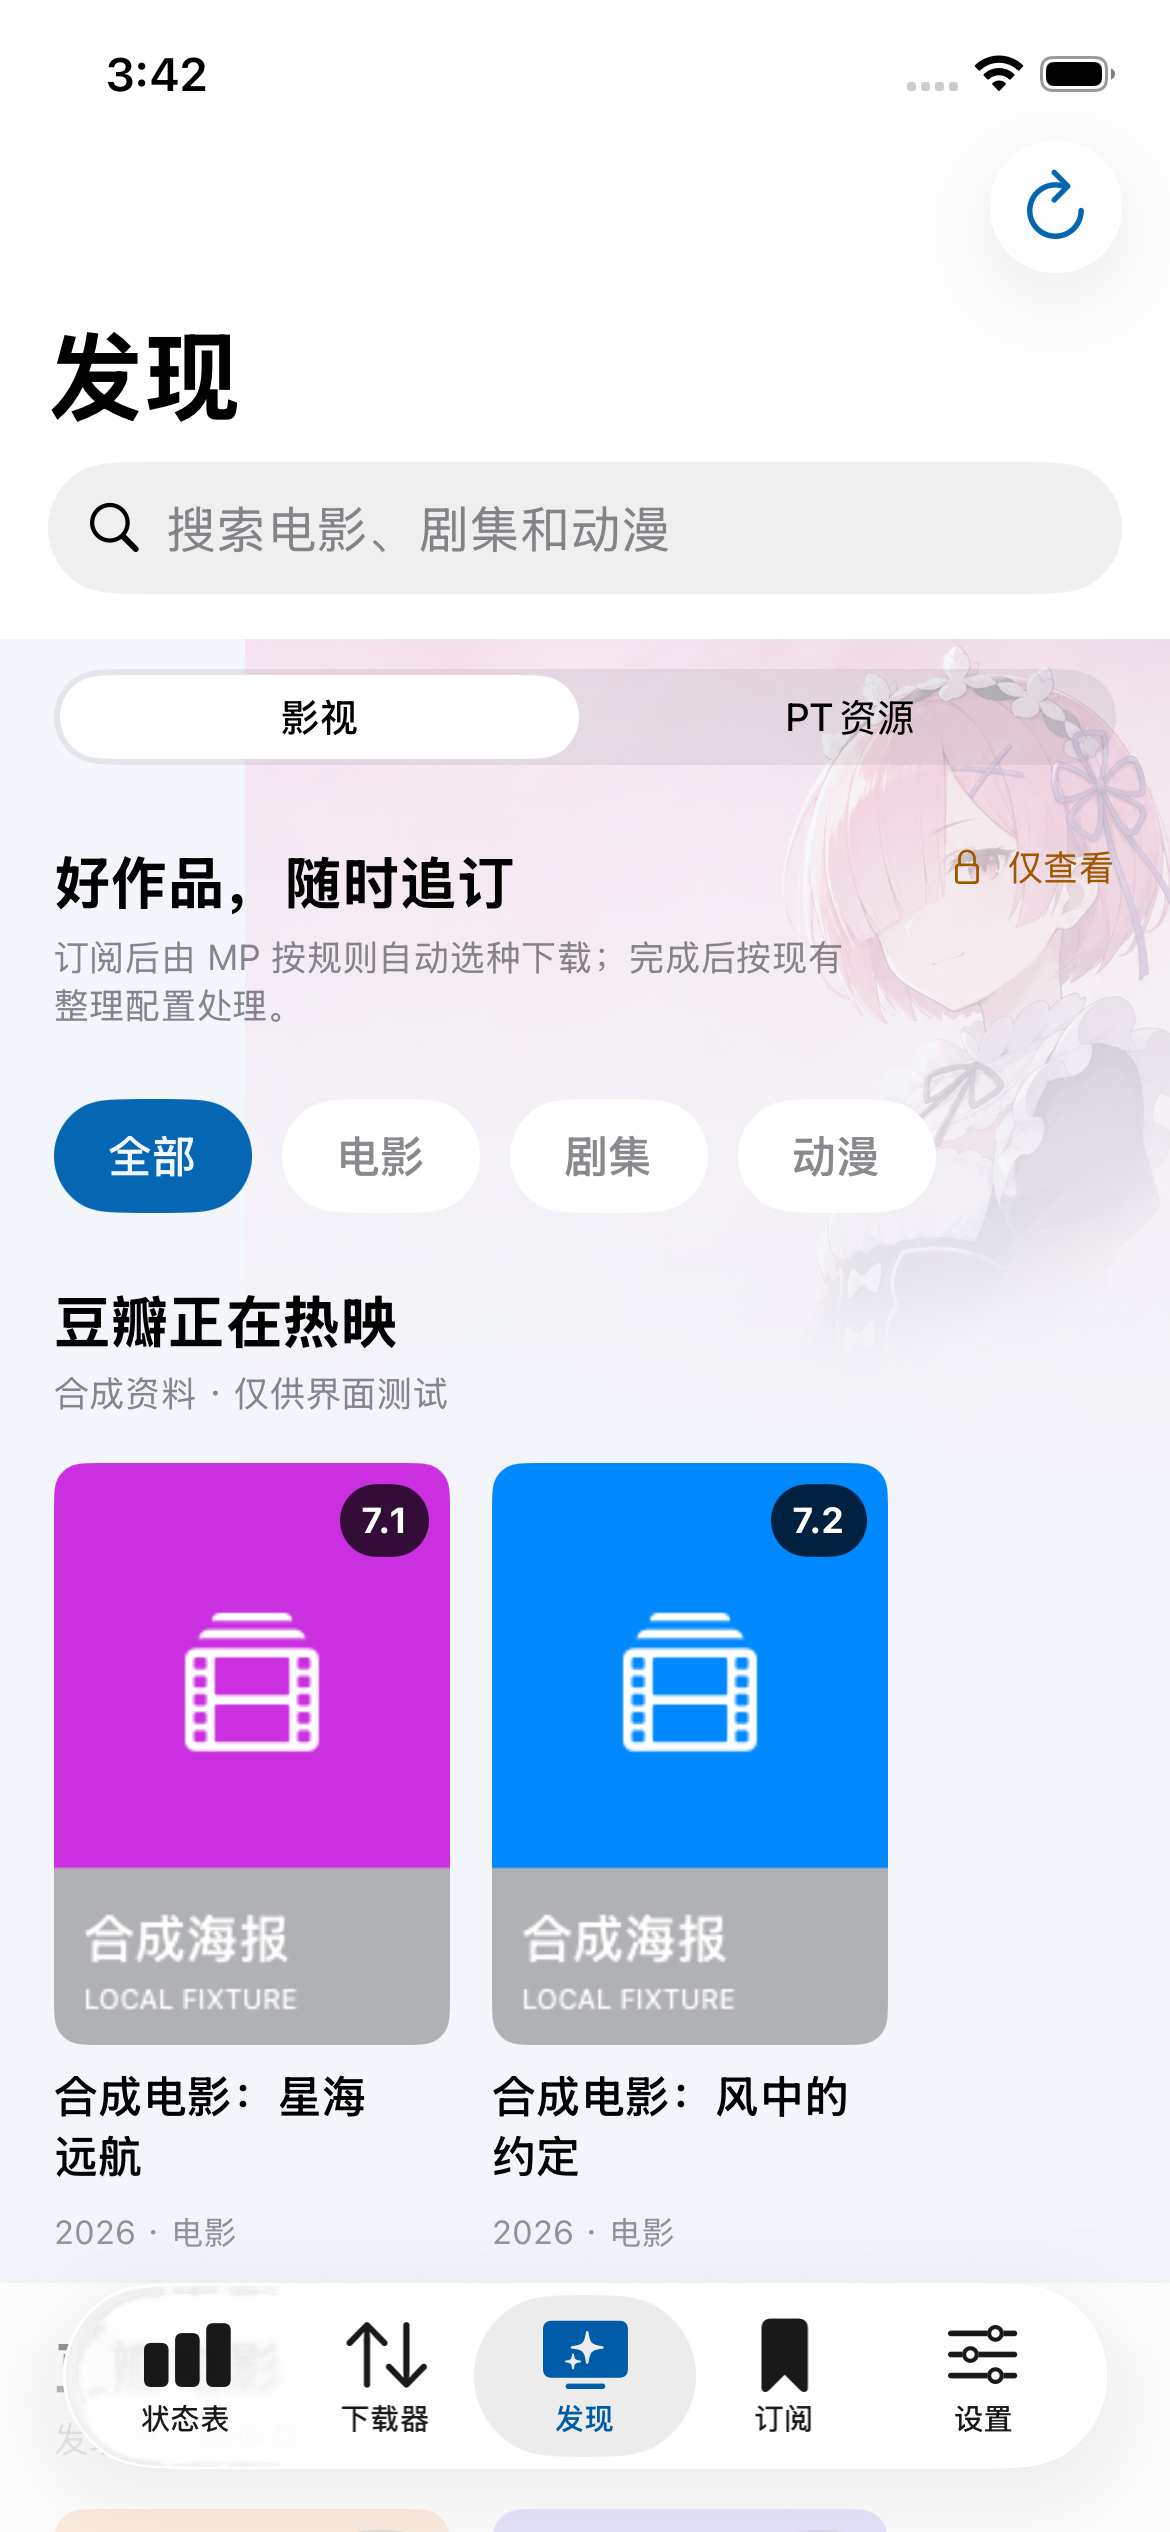 3:42
发现
搜索电影、剧集和动漫
影视
PT 资源
好作品，随时追订
仅查看
订阅后由 MP 按规则自动选种下载；完成后按现有
整理配置处理。
全部
电影
剧集
动漫
豆瓣正在热映
合成资料 · 仅供界面测试
7.1
7.2
合成海报
LOCAL FIXTURE
合成海报
LOCAL FIXTURE
合成电影：星海
远航
合成电影：风中的
约定
2026 · 电影
2026 · 电影
状态表
下载器
发现
订阅
设置